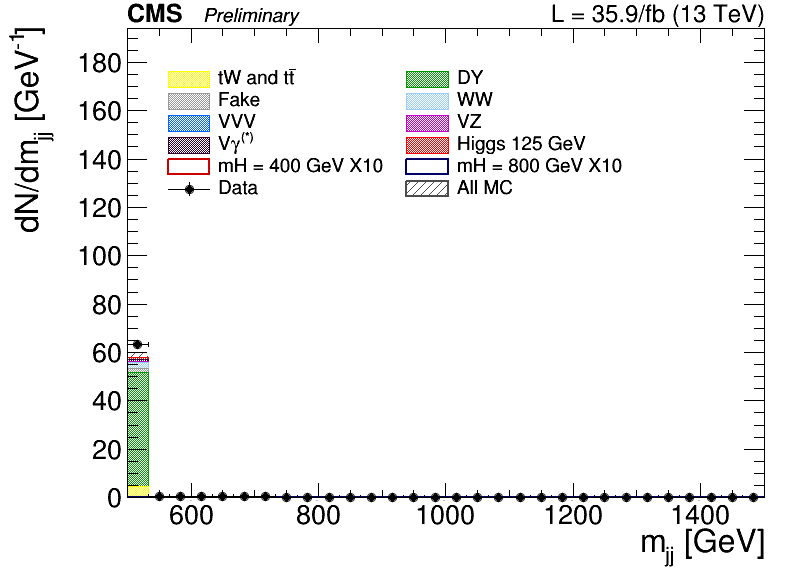 CMS Preliminary L = 35.9/fb (13 TeV)
dN/dm_jj [GeV⁻¹]
180
160
140
120
100
80
60
40
20
0
tW and tt̄ DY
Fake WW
VVV VZ
Vγ(*) Higgs 125 GeV
mH = 400 GeV X10 mH = 800 GeV X10
Data All MC
600 800 1000 1200 1400
m_jj [GeV]